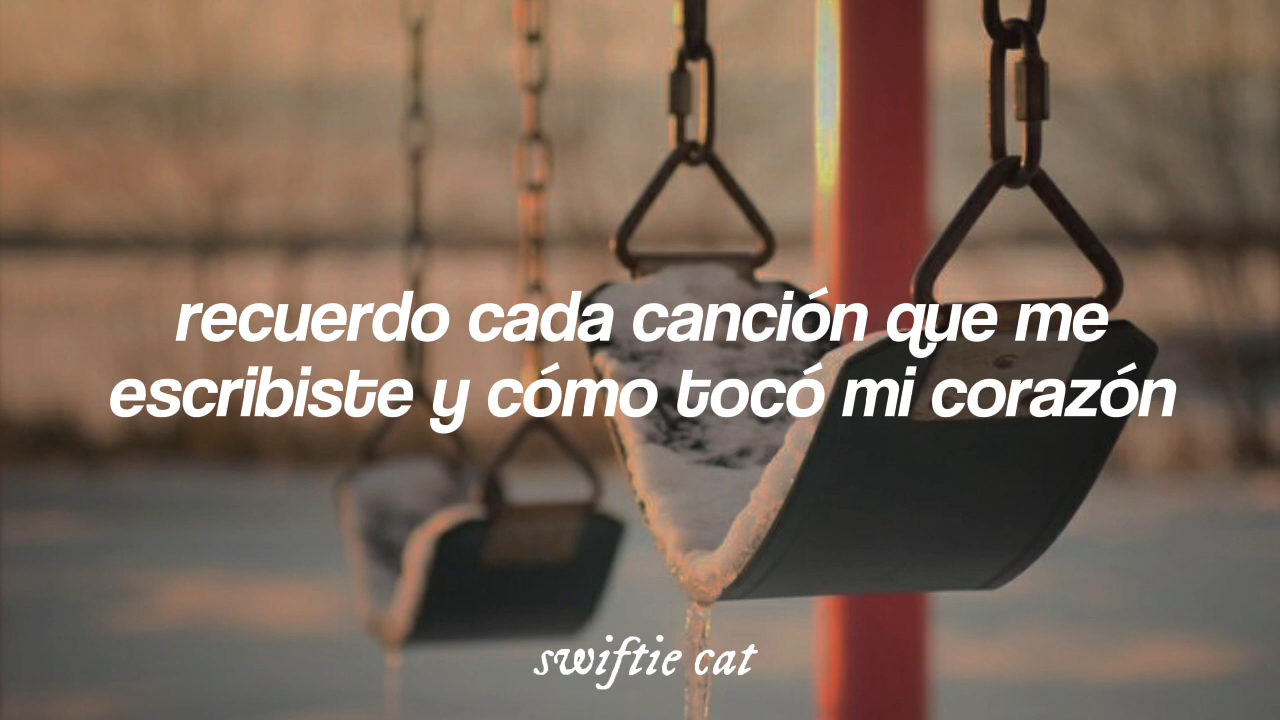 recuerdo cada canción que me
escribiste y cómo tocó mi corazón
swiftie cat